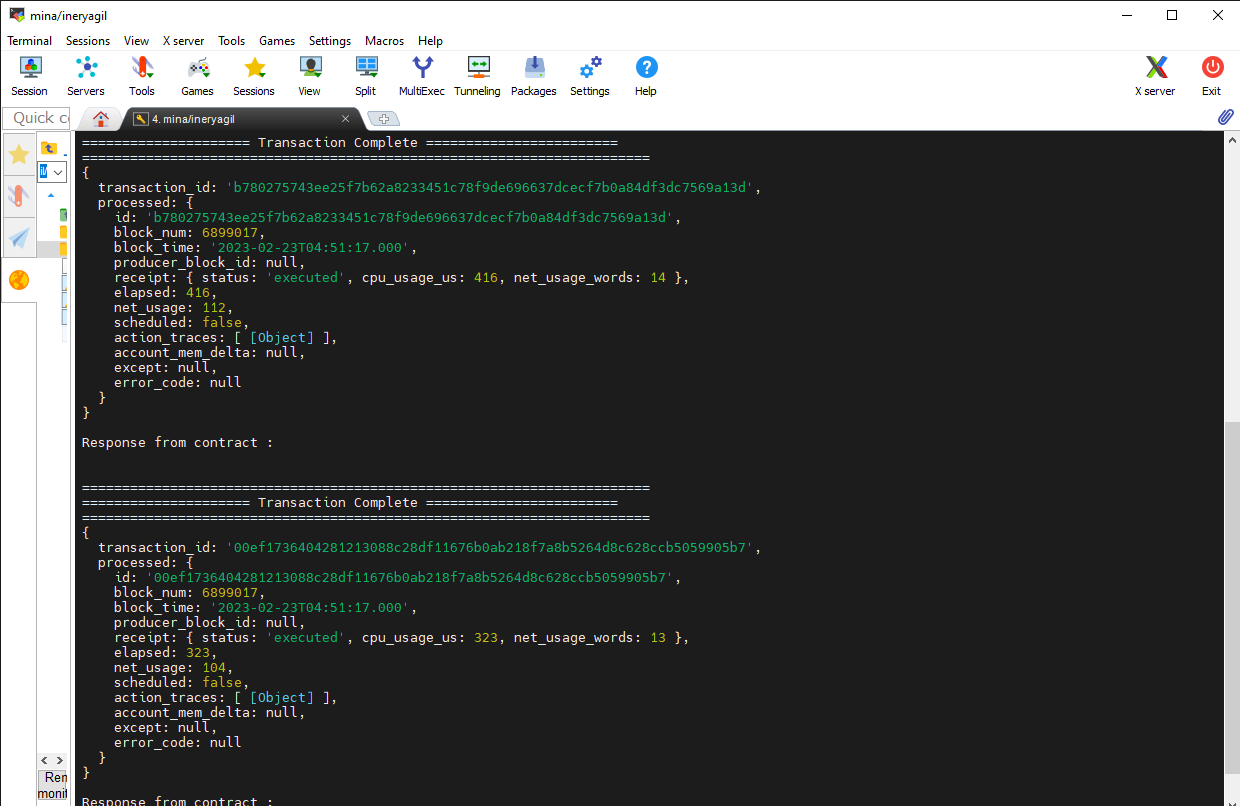 mina/ineryagil
Terminal Sessions View X server Tools Games Settings Macros Help
Session Servers Tools Games Sessions View Split MultiExec Tunneling Packages Settings Help X server Exit
Quick co
4. mina/ineryagil
===================== Transaction Complete ========================
=======================================================================
{
  transaction_id: 'b780275743ee25f7b62a8233451c78f9de696637dcecf7b0a84df3dc7569a13d',
  processed: {
    id: 'b780275743ee25f7b62a8233451c78f9de696637dcecf7b0a84df3dc7569a13d',
    block_num: 6899017,
    block_time: '2023-02-23T04:51:17.000',
    producer_block_id: null,
    receipt: { status: 'executed', cpu_usage_us: 416, net_usage_words: 14 },
    elapsed: 416,
    net_usage: 112,
    scheduled: false,
    action_traces: [ [Object] ],
    account_mem_delta: null,
    except: null,
    error_code: null
  }
}
Response from contract :
=======================================================================
===================== Transaction Complete ========================
=======================================================================
{
  transaction_id: '00ef1736404281213088c28df11676b0ab218f7a8b5264d8c628ccb5059905b7',
  processed: {
    id: '00ef1736404281213088c28df11676b0ab218f7a8b5264d8c628ccb5059905b7',
    block_num: 6899017,
    block_time: '2023-02-23T04:51:17.000',
    producer_block_id: null,
    receipt: { status: 'executed', cpu_usage_us: 323, net_usage_words: 13 },
    elapsed: 323,
    net_usage: 104,
    scheduled: false,
    action_traces: [ [Object] ],
    account_mem_delta: null,
    except: null,
    error_code: null
  }
}
Response from contract :
Ren
monit